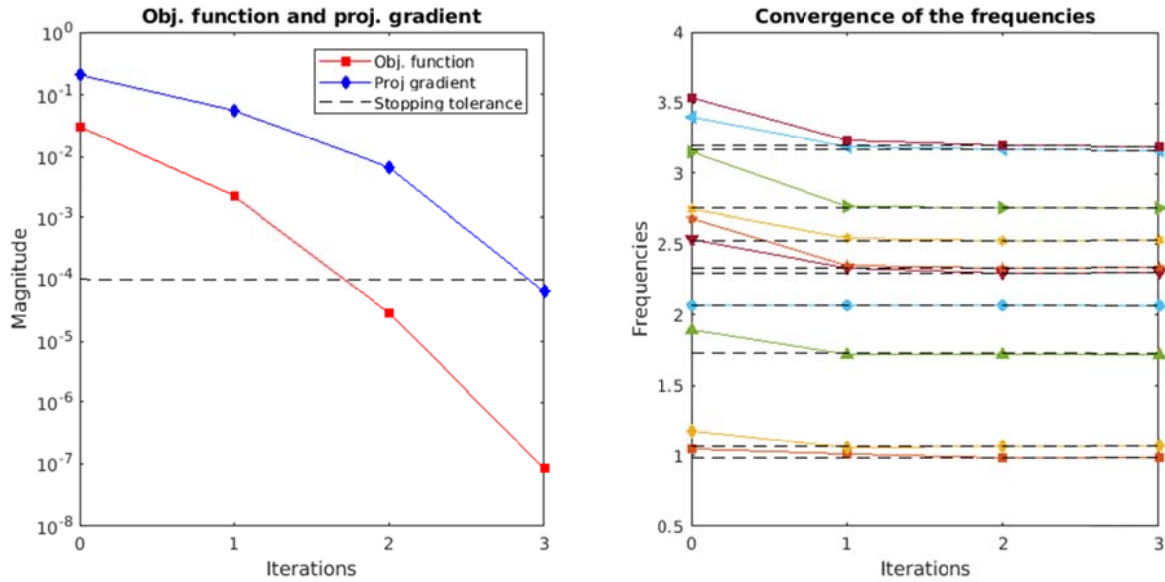 Obj. function and proj. gradient
10^0
10^-1
10^-2
10^-3
10^-4
10^-5
10^-6
10^-7
10^-8
Magnitude
0 1 2 3
Iterations
Obj. function
Proj gradient
Stopping tolerance
Convergence of the frequencies
4
3.5
3
2.5
2
1.5
1
0.5
Frequencies
0 1 2 3
Iterations